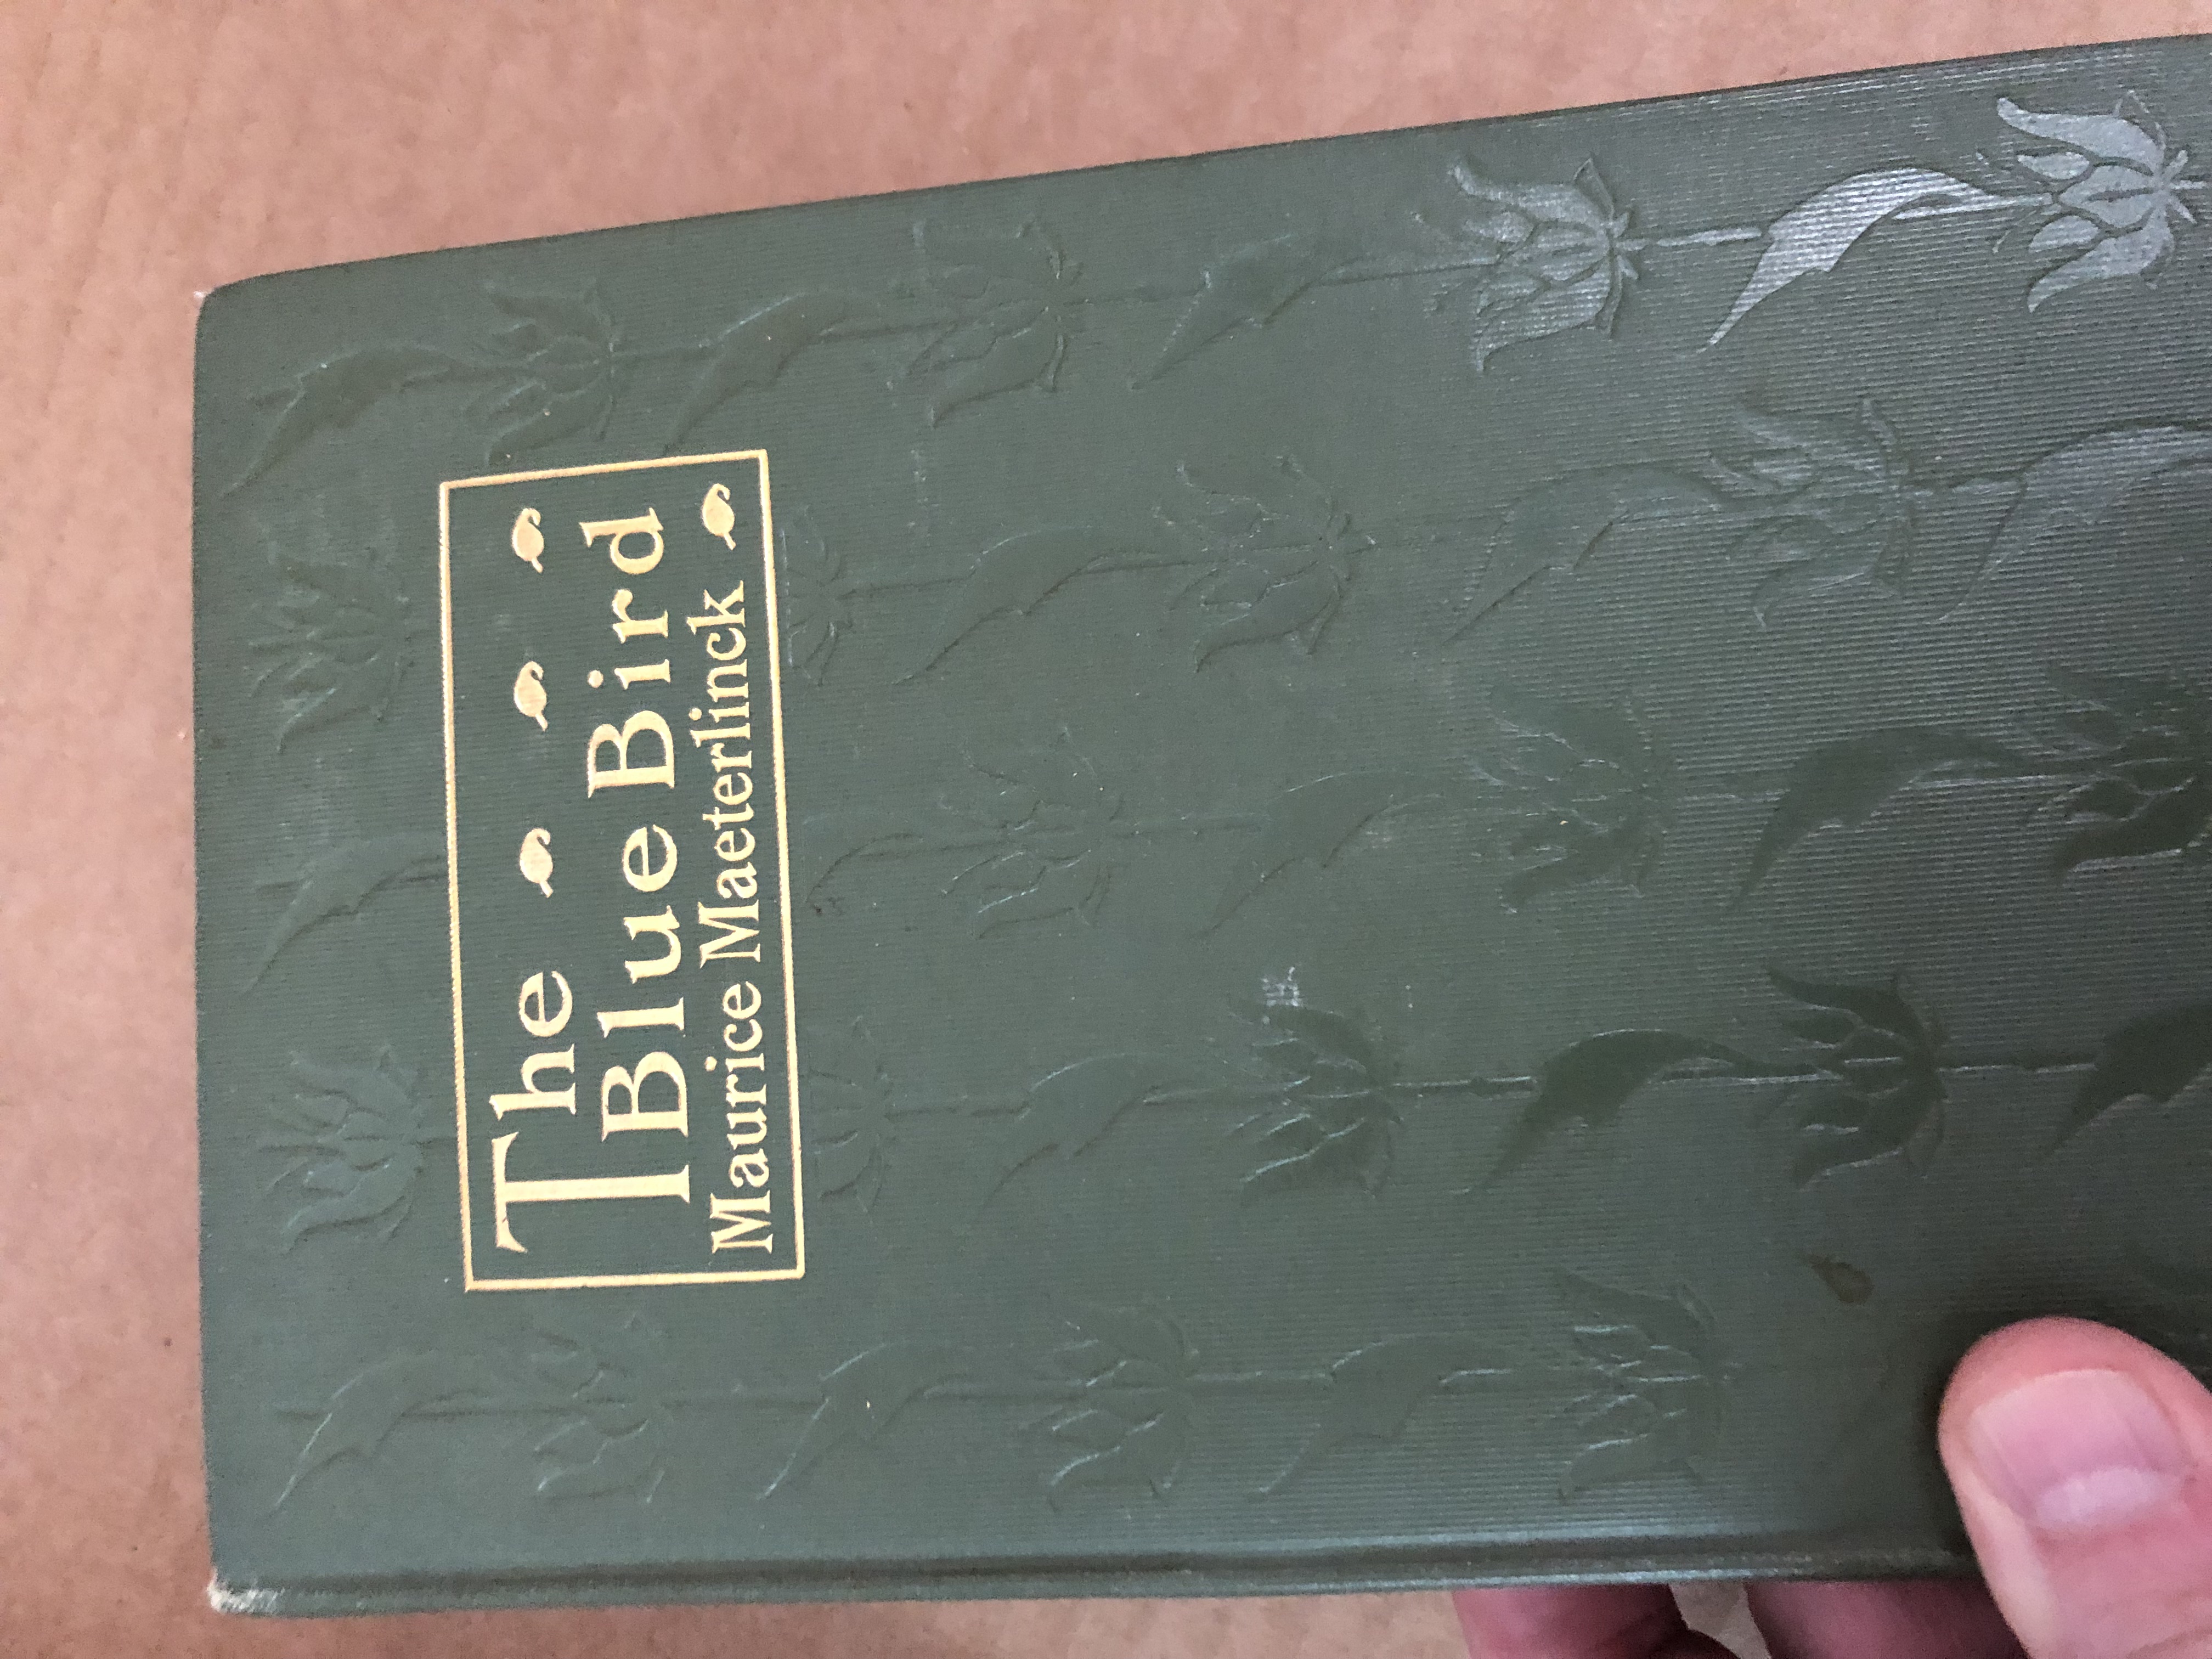 The
Blue Bird
Maurice Maeterlinck